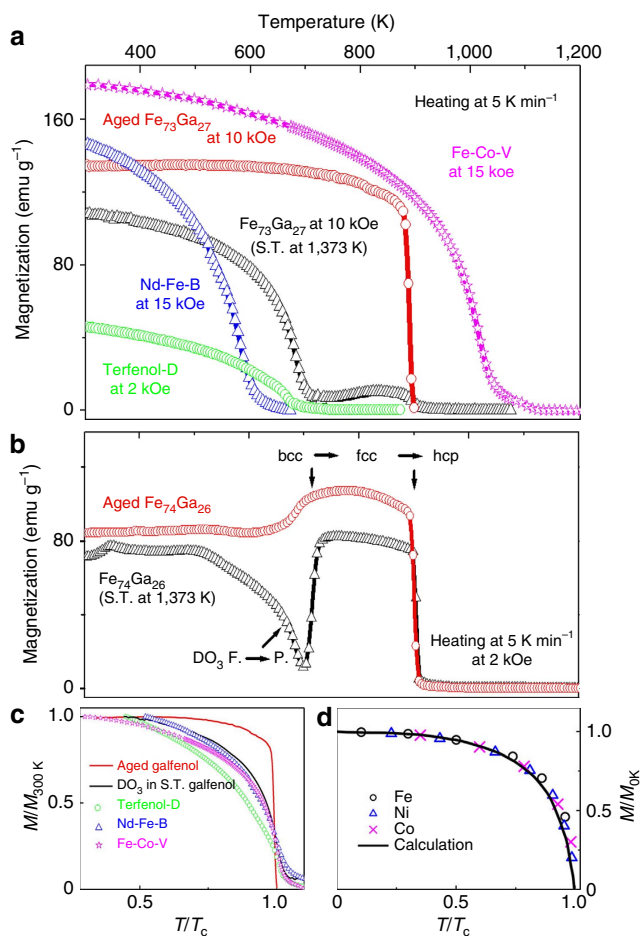 Temperature (K)
a
400 600 800 1,000 1,200
Heating at 5 K min⁻¹
160
Aged Fe₇₃Ga₂₇
at 10 kOe
Fe-Co-V
at 15 koe
Fe₇₃Ga₂₇ at 10 kOe
(S.T. at 1,373 K)
80
Nd-Fe-B
at 15 kOe
Terfenol-D
at 2 kOe
0
Magnetization (emu g⁻¹)
b
bcc fcc hcp
Aged Fe₇₄Ga₂₆
80
Fe₇₄Ga₂₆
(S.T. at 1,373 K)
DO₃ F. P.
Heating at 5 K min⁻¹
at 2 kOe
0
Magnetization (emu g⁻¹)
c
1.0
Aged galfenol
DO₃ in S.T. galfenol
Terfenol-D
Nd-Fe-B
Fe-Co-V
0.5
0
M/M₃₀₀ K
0.5 1.0
T/Tc
d
1.0
Fe
Ni
Co
Calculation
0.5
0
M/M₀K
0 0.5 1.0
T/Tc